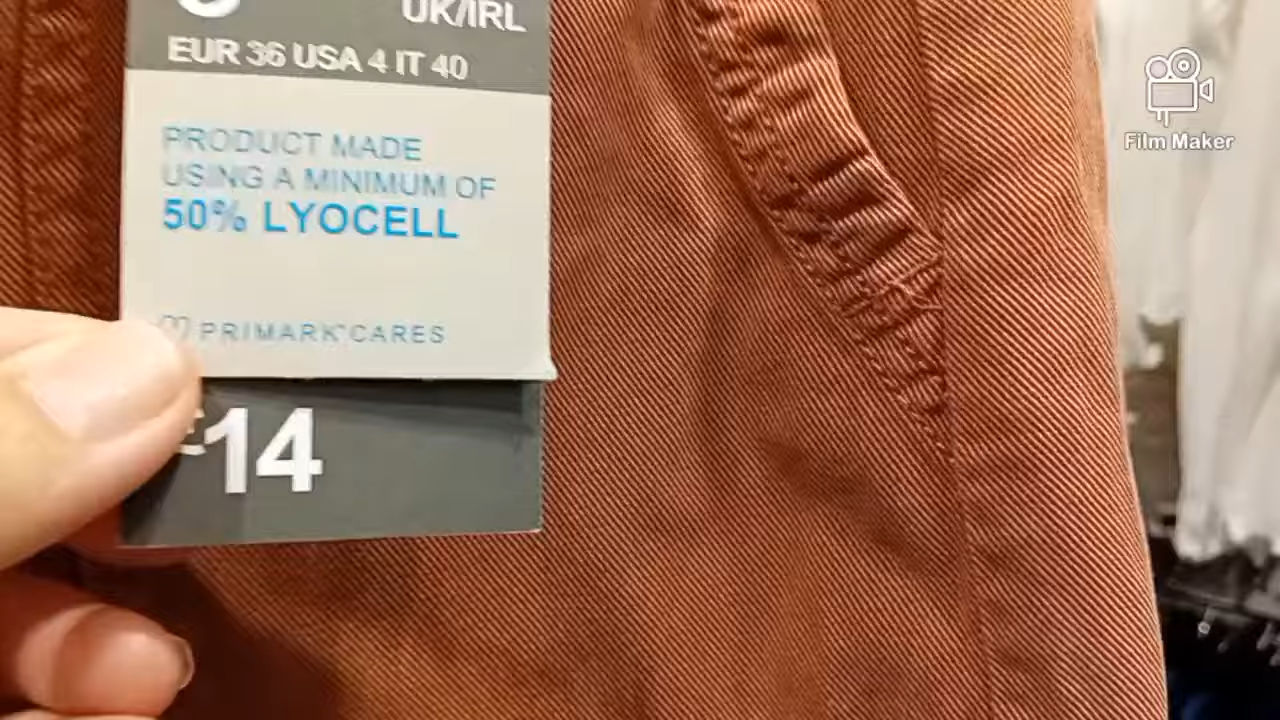 UK/IRL
EUR 36 USA 4 IT 40
PRODUCT MADE
USING A MINIMUM OF
50% LYOCELL
PRIMARK CARES
£14
Film Maker